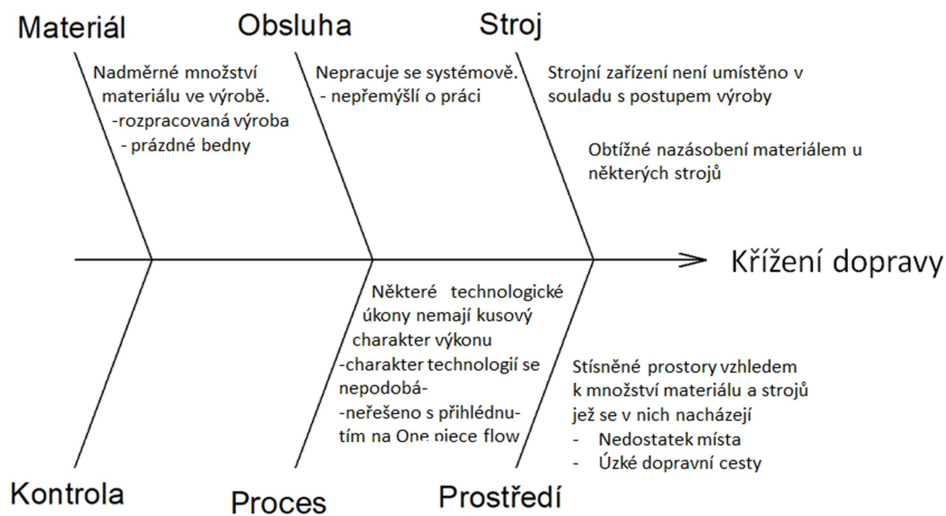 Materiál
Obsluha
Stroj
Nadměrné množství
materiálu ve výrobě.
-rozpracovaná výroba
- prázdné bedny
Nepracuje se systémově.
- nepřemýšlí o práci
Strojní zařízení není umístěno v
souladu s postupem výroby
Obtížné nazásobení materiálem u
některých strojů
Křížení dopravy
Některé technologické
úkony nemají kusový
charakter výkonu
-charakter technologií se
nepodobá-
-neřešeno s přihlédnu-
tím na One piece flow
Stísněné prostory vzhledem
k množství materiálu a strojů
jež se v nich nacházejí
- Nedostatek místa
- Úzké dopravní cesty
Kontrola
Proces
Prostředí